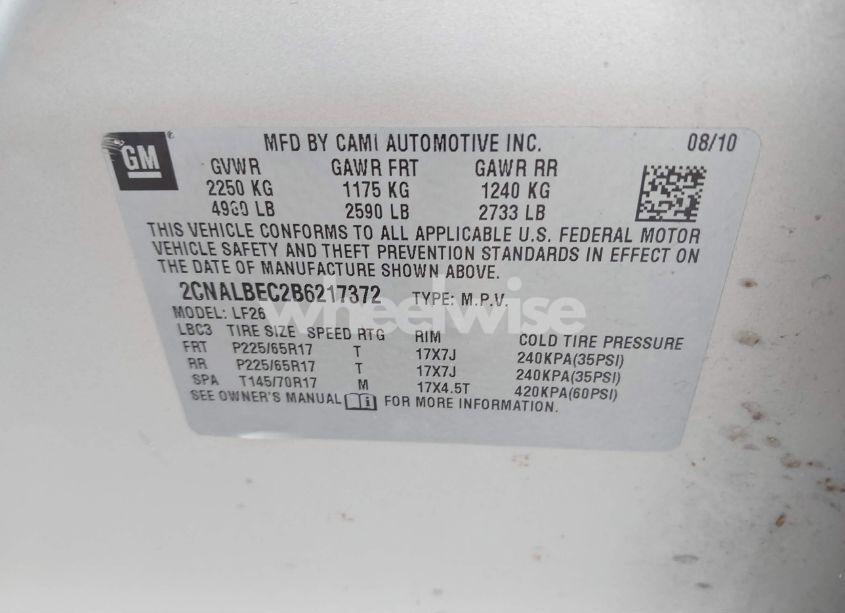 GM
MFD BY CAMI AUTOMOTIVE INC. 08/10
GVWR GAWR FRT GAWR RR
2250 KG 1175 KG 1240 KG
4960 LB 2590 LB 2733 LB
THIS VEHICLE CONFORMS TO ALL APPLICABLE U.S. FEDERAL MOTOR
VEHICLE SAFETY AND THEFT PREVENTION STANDARDS IN EFFECT ON
THE DATE OF MANUFACTURE SHOWN ABOVE.
2CNALBEC2B6217372 TYPE: M.P.V.
wheelwise
MODEL: LF26
LBC3 TIRE SIZE SPEED RTG RIM COLD TIRE PRESSURE
FRT P225/65R17 T 17X7J 240KPA(35PSI)
RR P225/65R17 T 17X7J 240KPA(35PSI)
SPA T145/70R17 M 17X4.5T 420KPA(60PSI)
SEE OWNER'S MANUAL FOR MORE INFORMATION.